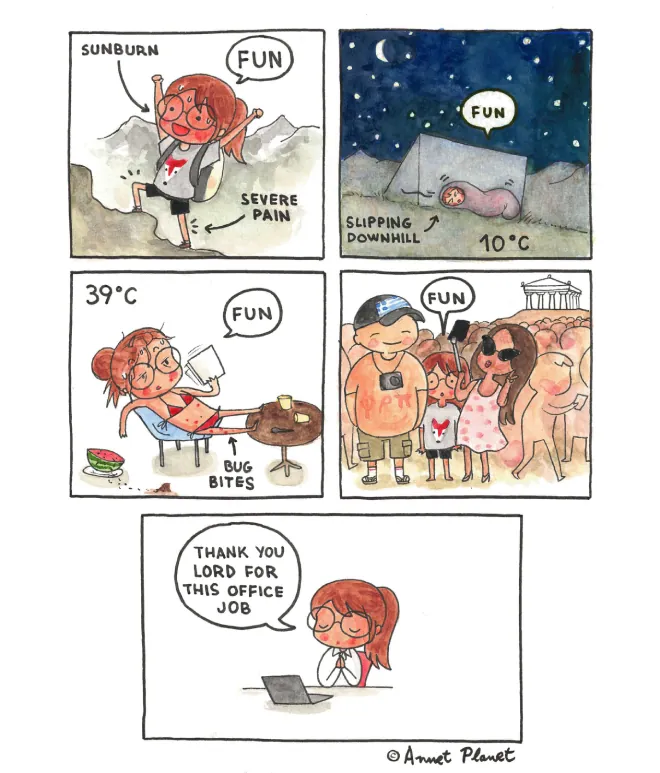 SUNBURN
FUN
SEVERE
PAIN
FUN
SLIPPING
DOWNHILL
10°C
39°C
FUN
BUG
BITES
FUN
THANK YOU
LORD FOR
THIS OFFICE
JOB
© Annet Planet